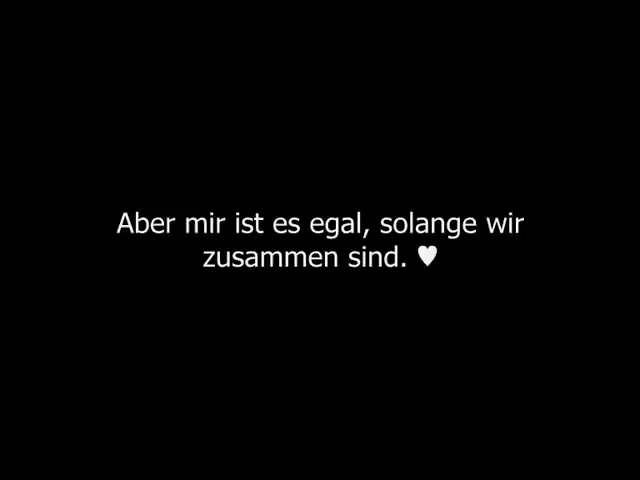 Aber mir ist es egal, solange wir
zusammen sind. ♥